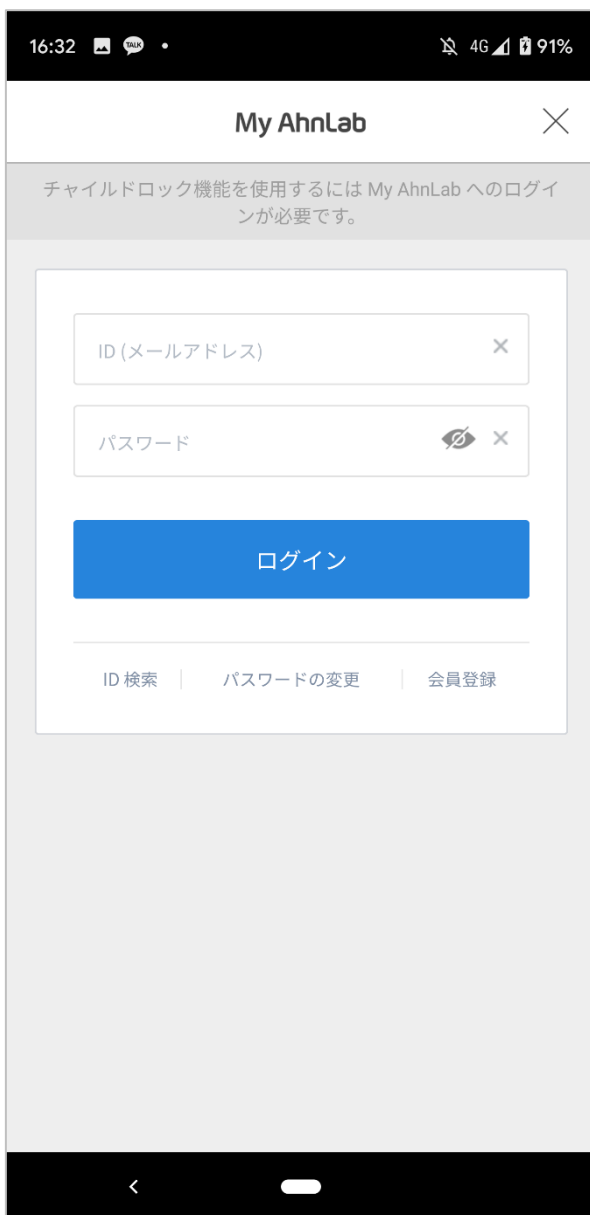 16:32 TALK 4G 91%
My AhnLab
チャイルドロック機能を使用するには My AhnLab へのログイ
ンが必要です。
ID (メールアドレス)
パスワード
ログイン
ID 検索 パスワードの変更 会員登録